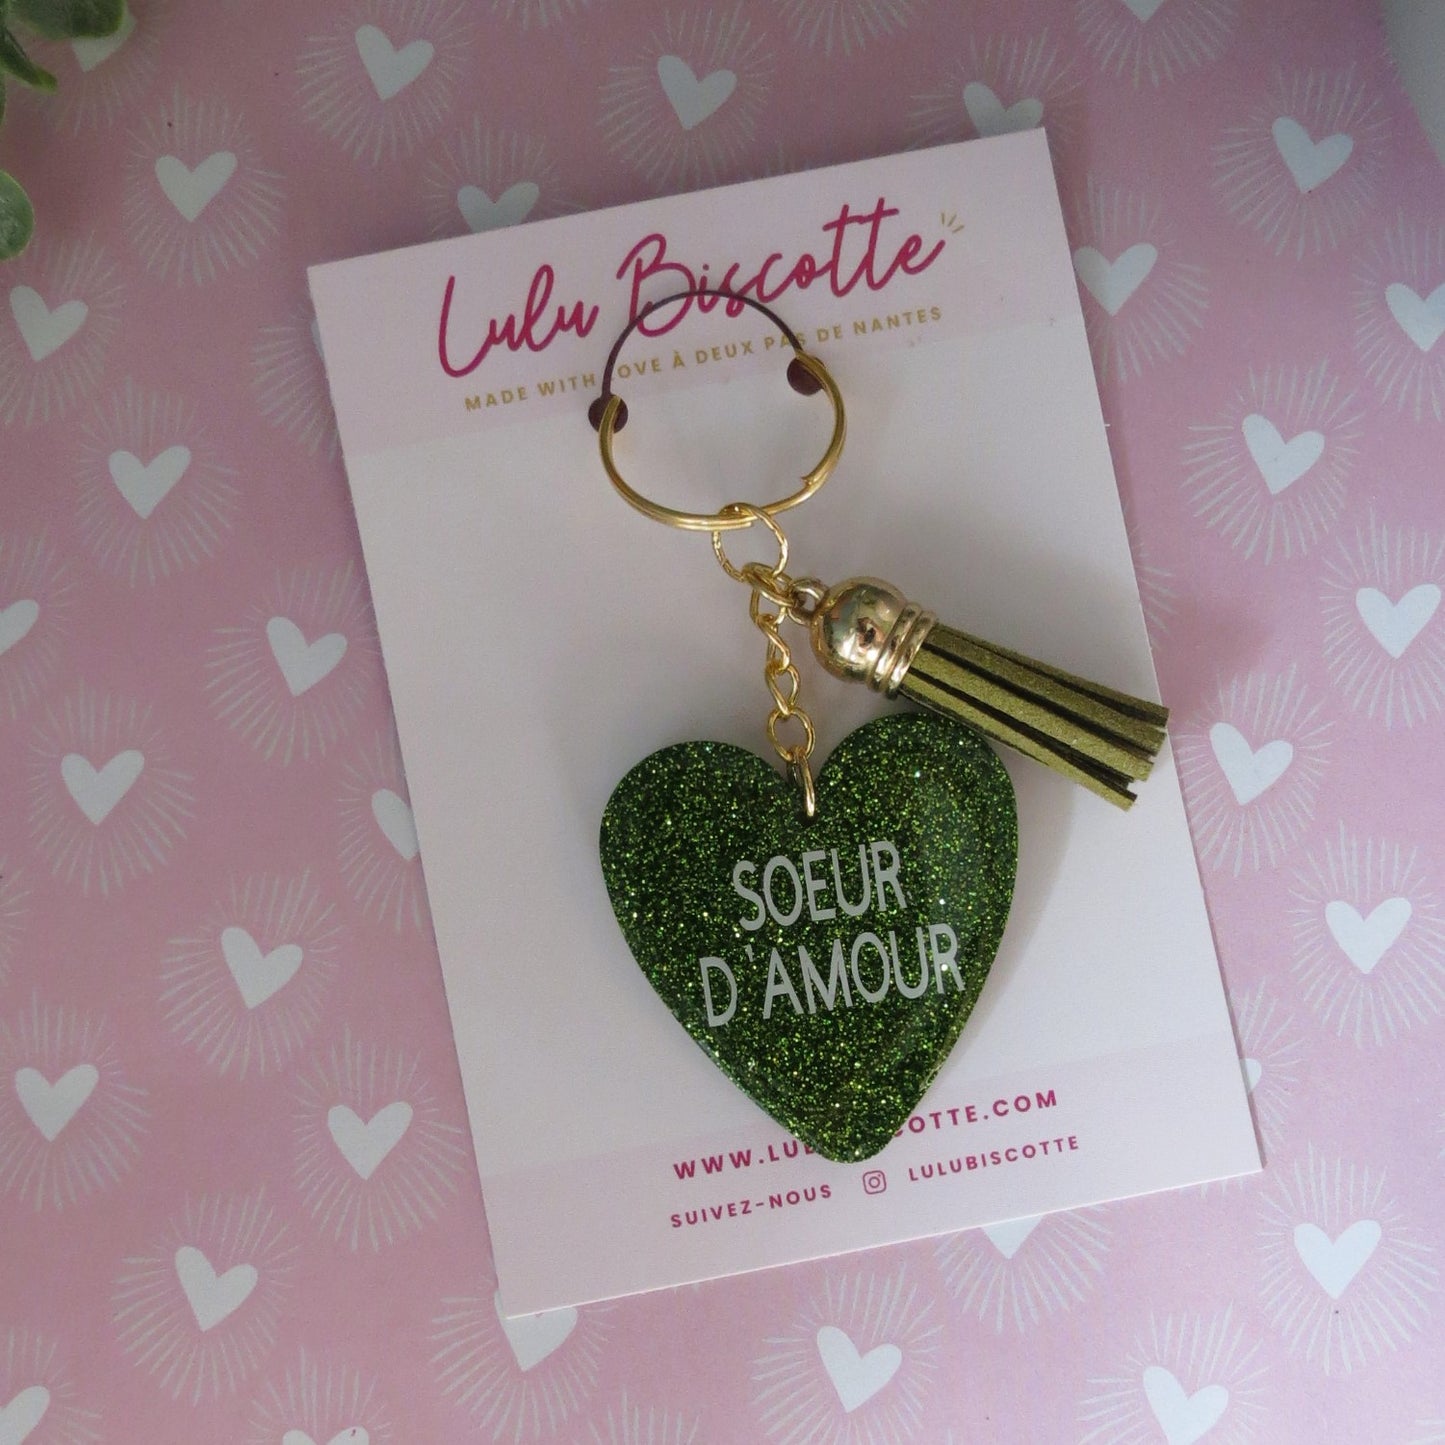 Lulu Biscotte
MADE WITH LOVE À DEUX PAS DE NANTES
SOEUR
D'AMOUR
WWW.LULUBISCOTTE.COM
SUIVEZ-NOUS LULUBISCOTTE